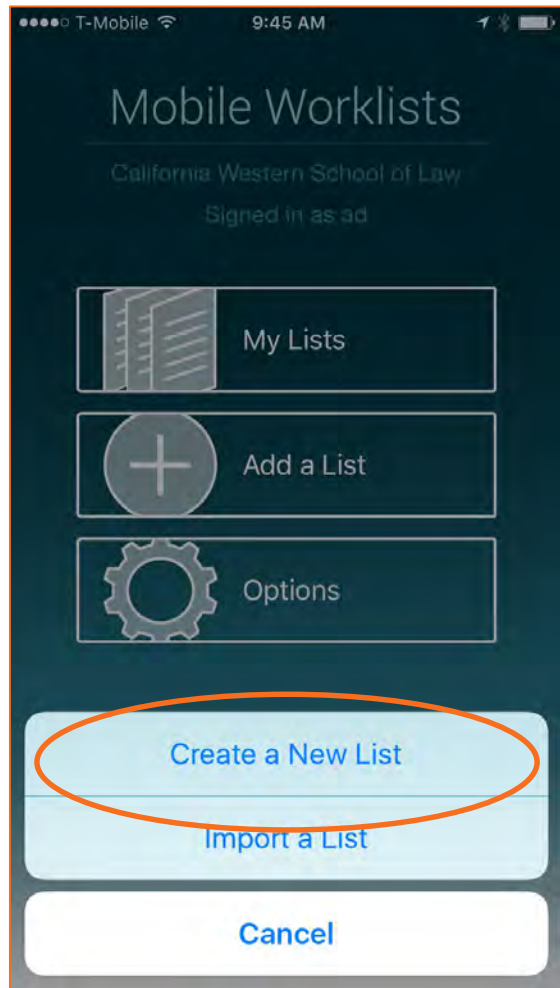 T-Mobile 9:45 AM
Mobile Worklists
California Western School of Law
Signed in as ad
My Lists
Add a List
Options
Create a New List
Import a List
Cancel